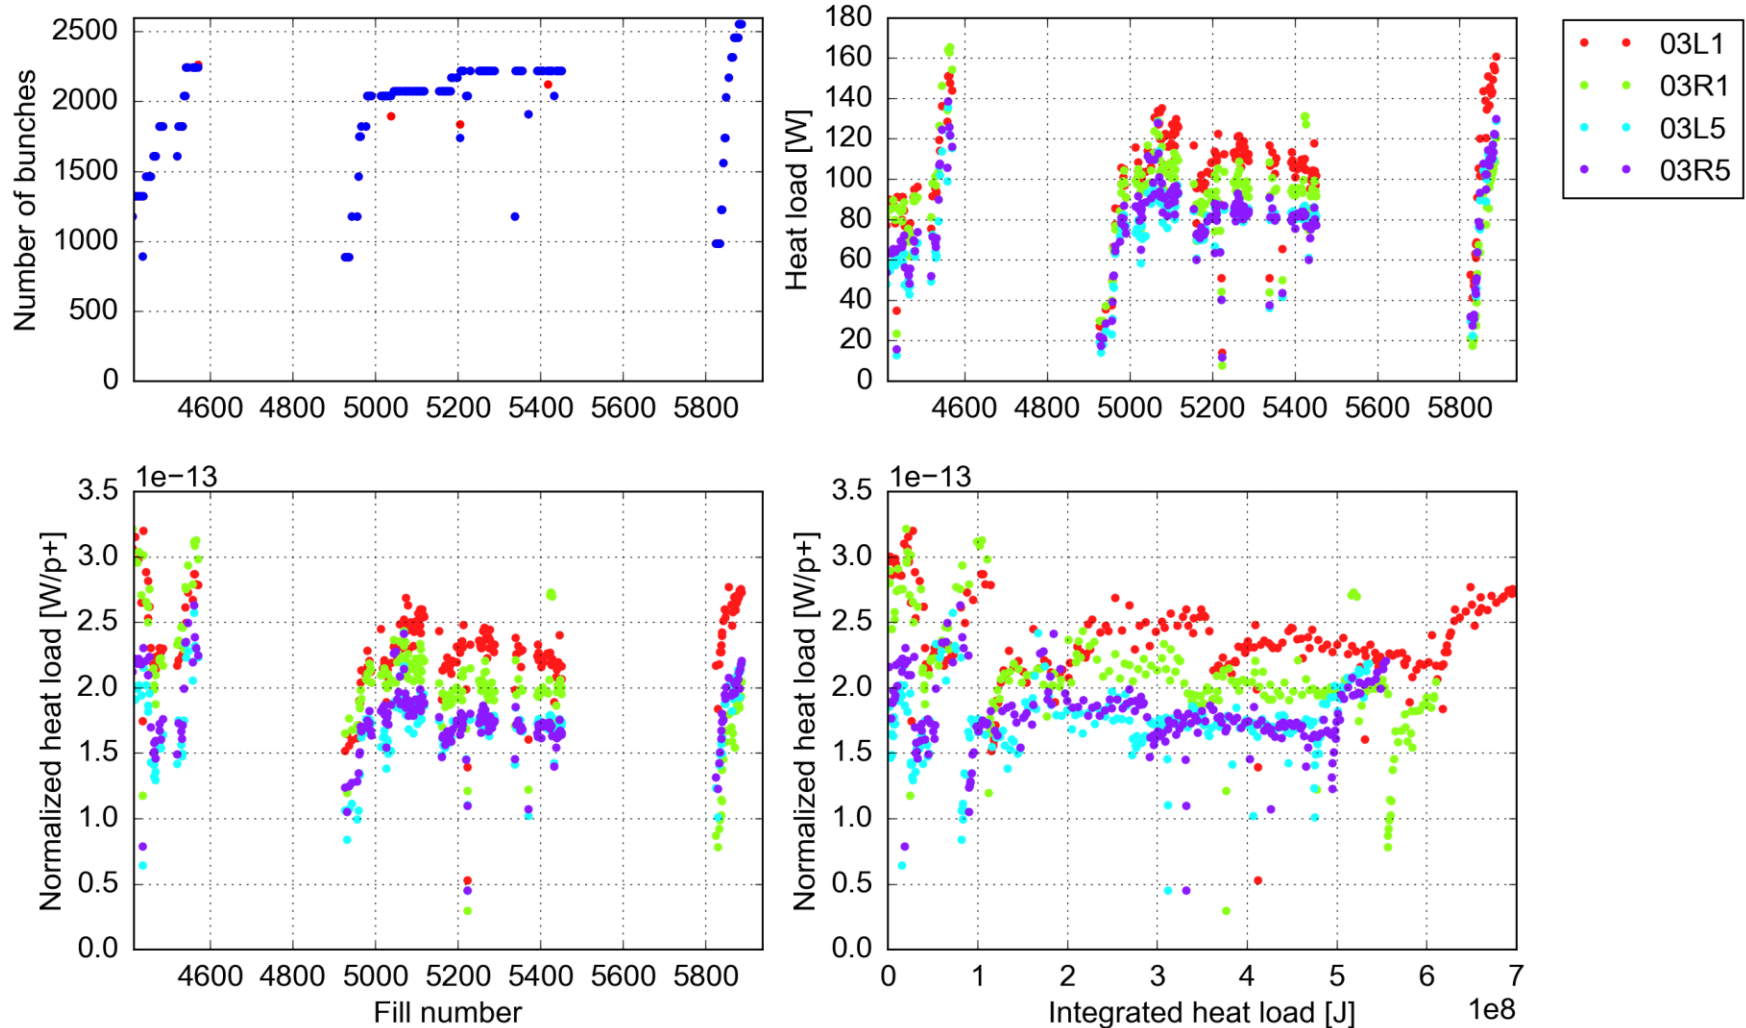 2500
2000
1500
1000
500
0
Number of bunches
4600 4800 5000 5200 5400 5600 5800
180
160
140
120
100
80
60
40
20
0
Heat load [W]
4600 4800 5000 5200 5400 5600 5800
03L1
03R1
03L5
03R5
1e−13
3.5
3.0
2.5
2.0
1.5
1.0
0.5
0.0
Normalized heat load [W/p+]
4600 4800 5000 5200 5400 5600 5800
Fill number
1e−13
3.5
3.0
2.5
2.0
1.5
1.0
0.5
0.0
Normalized heat load [W/p+]
0 1 2 3 4 5 6 7
Integrated heat load [J]
1e8